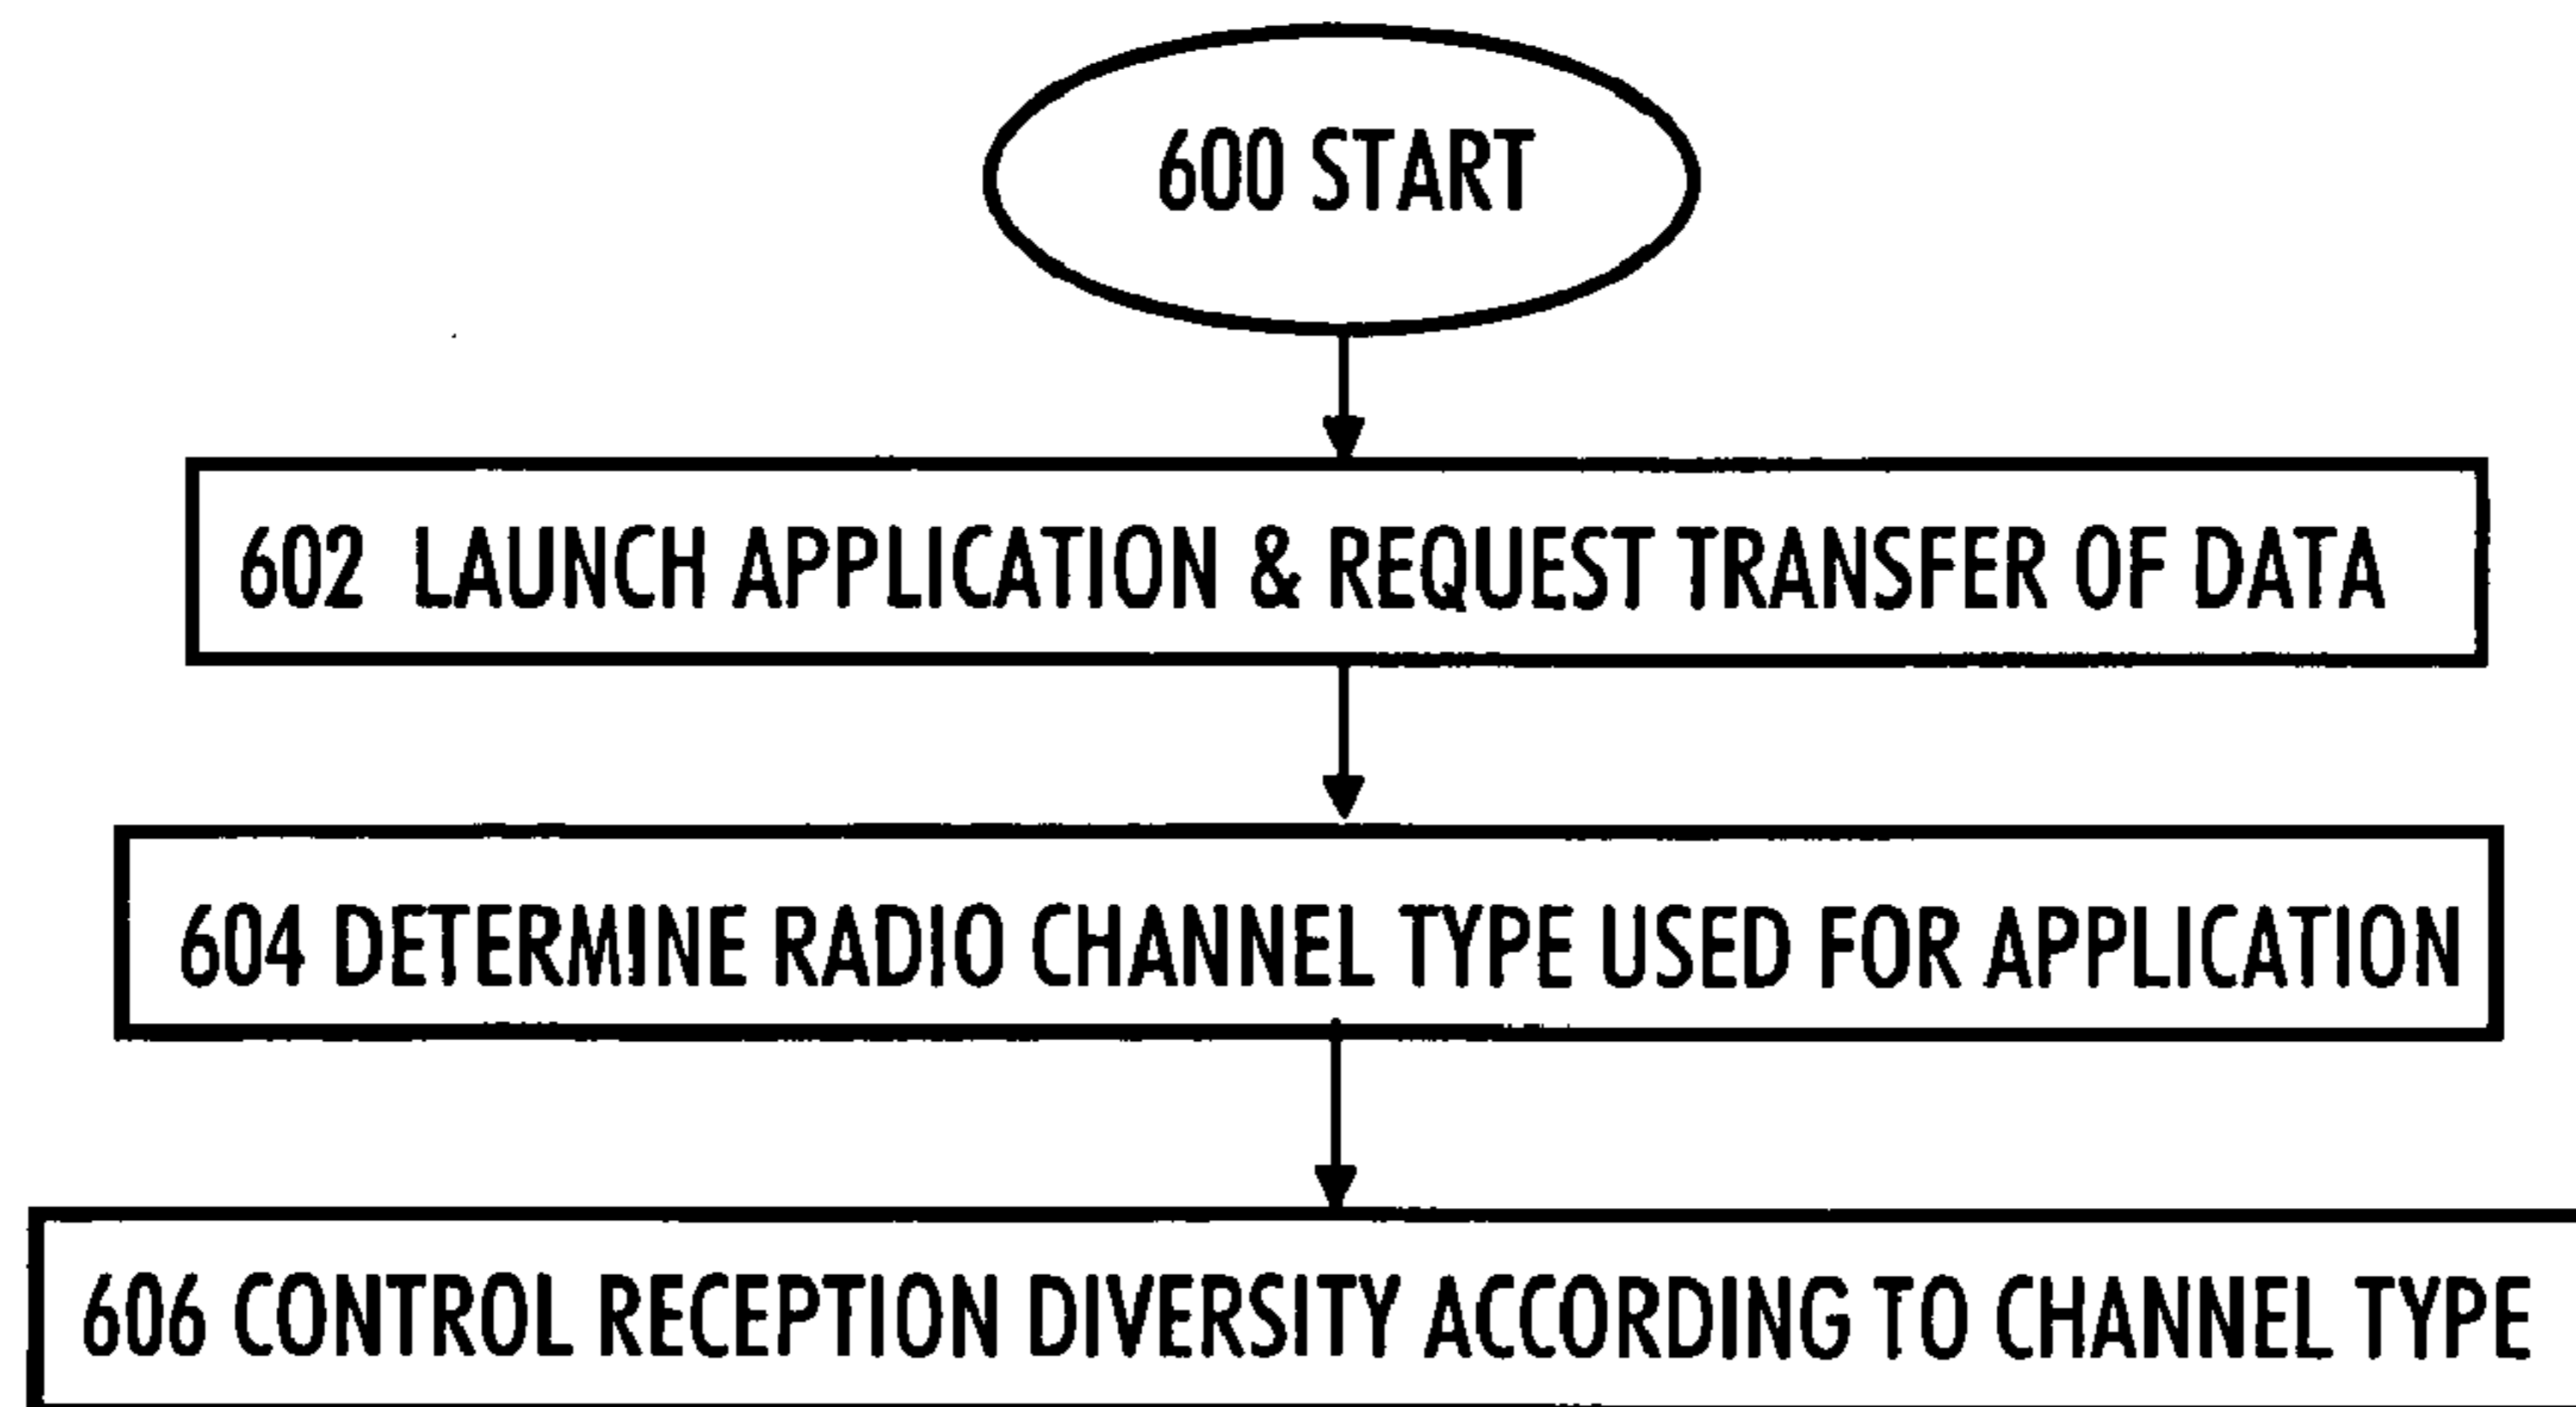 600 START
602 LAUNCH APPLICATION & REQUEST TRANSFER OF DATA
604 DETERMINE RADIO CHANNEL TYPE USED FOR APPLICATION
606 CONTROL RECEPTION DIVERSITY ACCORDING TO CHANNEL TYPE